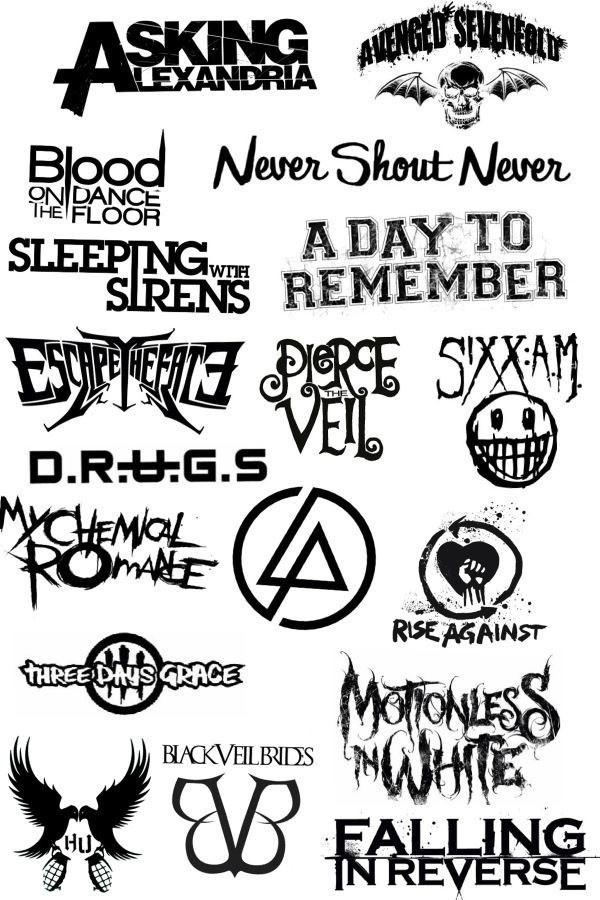 ASKING
ALEXANDRIA
AVENGED SEVENFOLD
Blood
ON DANCE
THE FLOOR
Never Shout Never
SLEEPING WITH
SIRENS
A DAY TO
REMEMBER
ESCAPE THE FATE
PIERCE
THE
VEIL
SIXX:A.M.
D.R.U.G.S
MY CHEMICAL
ROMANCE
RISE AGAINST
THREE DAYS GRACE
MOTIONLESS
IN WHITE
HU
BLACK VEIL BRIDES
BVB
FALLING
IN REVERSE